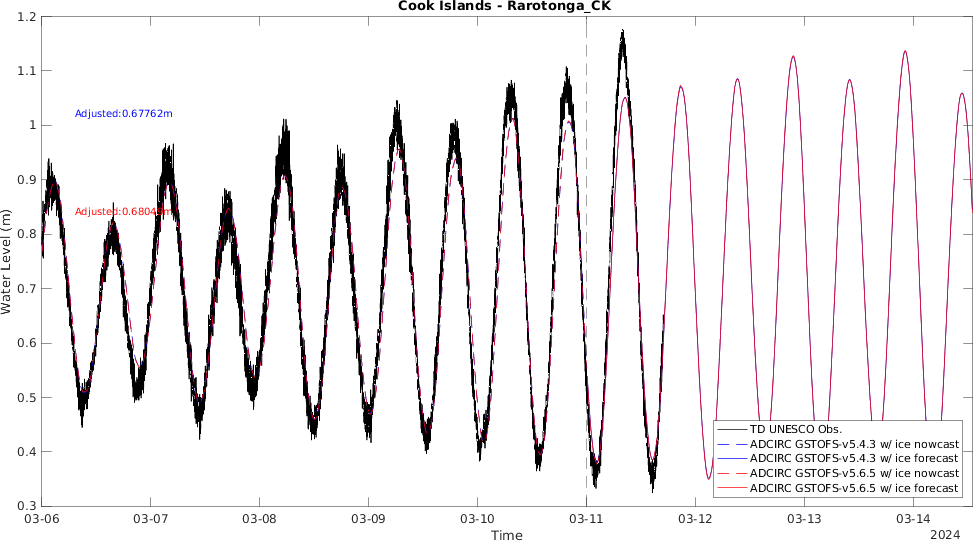 Cook Islands - Rarotonga_CK
Water Level (m)
1.2
1.1
1
0.9
0.8
0.7
0.6
0.5
0.4
0.3
Adjusted:0.67762m
TD UNESCO Obs.
ADCIRC GSTOFS-v5.4.3 w/ ice nowcast
ADCIRC GSTOFS-v5.4.3 w/ ice forecast
ADCIRC GSTOFS-v5.6.5 w/ ice nowcast
ADCIRC GSTOFS-v5.6.5 w/ ice forecast
03-06
03-07
03-08
03-09
03-10
03-11
03-12
03-13
03-14
Time
2024